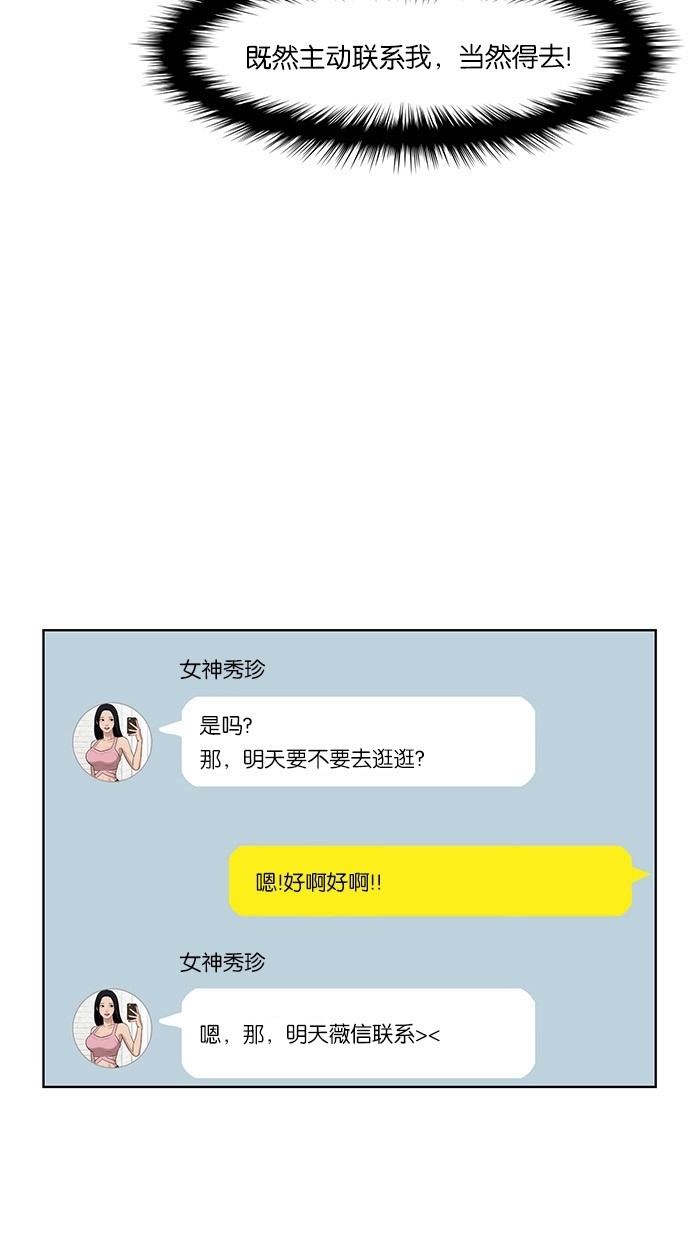 既然主动联系我，当然得去!
女神秀珍
是吗?
那，明天要不要去逛逛?
嗯!好啊好啊!!
女神秀珍
嗯，那，明天薇信联系><